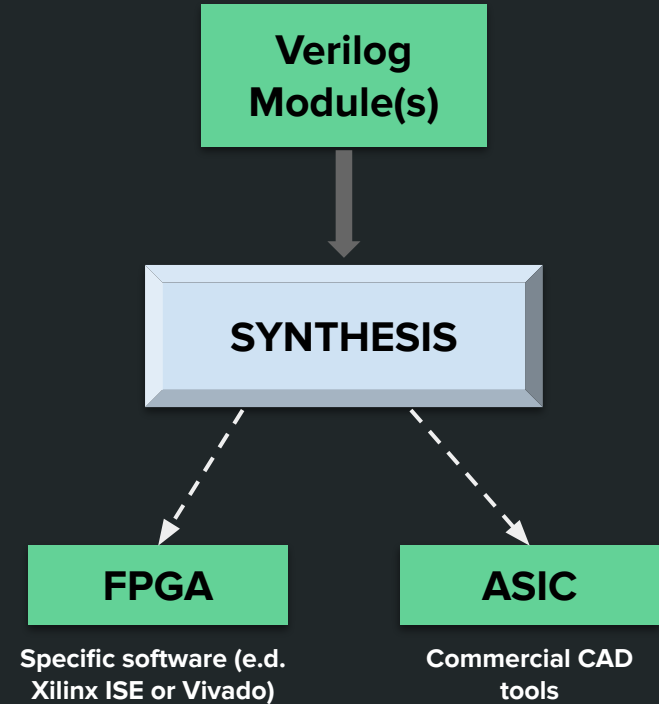 Verilog
Module(s)
SYNTHESIS
FPGA
ASIC
Specific software (e.d.
Xilinx ISE or Vivado)
Commercial CAD
tools